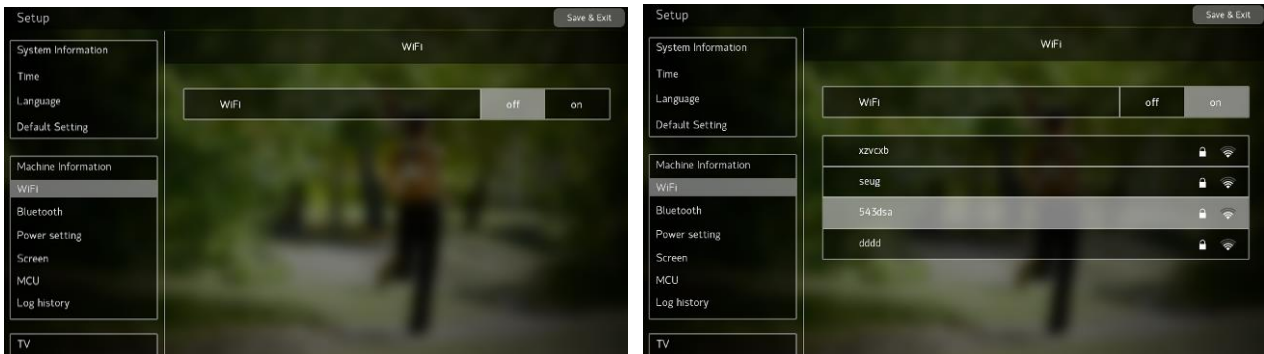 Setup
Save & Exit
System Information
Time
Language
Default Setting
Machine Information
WiFi
Bluetooth
Power setting
Screen
MCU
Log history
TV
WiFi
WiFi off on
Setup
Save & Exit
System Information
Time
Language
Default Setting
Machine Information
WiFi
Bluetooth
Power setting
Screen
MCU
Log history
TV
WiFi
WiFi off on
xzvcxb
seug
543dsa
dddd